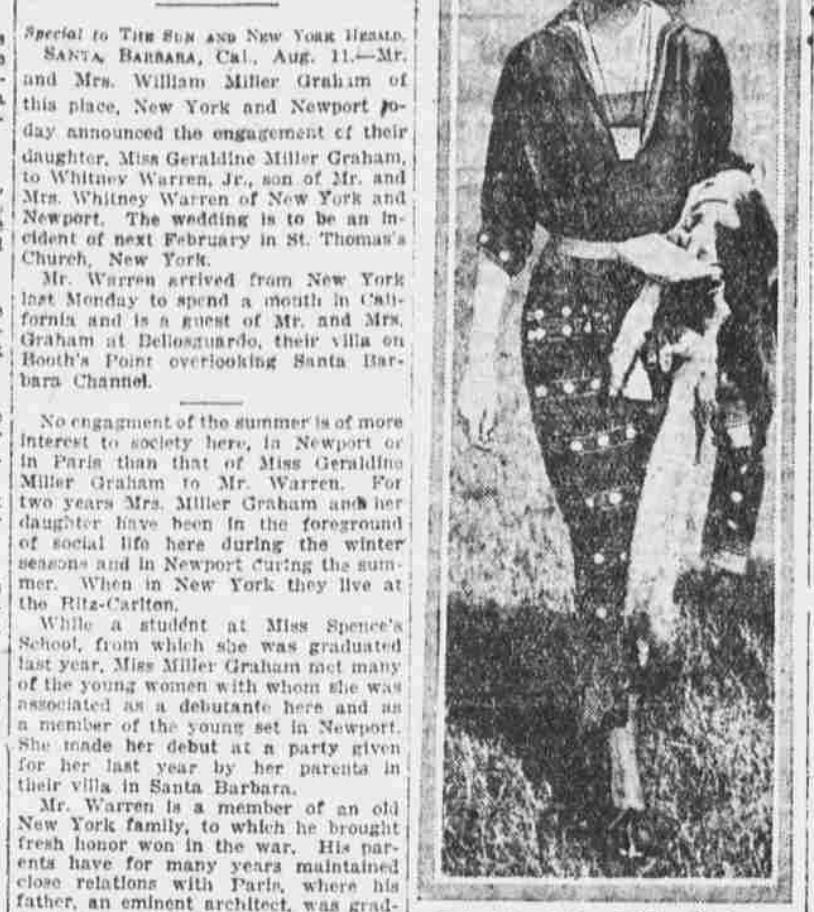 Special to THE SUN AND NEW YORK HERALD.
SANTA BARBARA, Cal., Aug. 11.—Mr.
and Mrs. William Miller Graham of
this place, New York and Newport to-
day announced the engagement of their
daughter, Miss Geraldine Miller Graham,
to Whitney Warren, Jr., son of Mr. and
Mrs. Whitney Warren of New York and
Newport. The wedding is to be an in-
cident of next February in St. Thomas's
Church, New York.
Mr. Warren arrived from New York
last Monday to spend a month in Cali-
fornia and is a guest of Mr. and Mrs.
Graham at Bellosguardo, their villa on
Booth's Point overlooking Santa Bar-
bara Channel.
No engagment of the summer is of more
interest to society here, in Newport or
in Paris than that of Miss Geraldine
Miller Graham to Mr. Warren. For
two years Mrs. Miller Graham and her
daughter have been in the foreground
of social life here during the winter
seasons and in Newport during the sum-
mer. When in New York they live at
the Ritz-Carlton.
While a student at Miss Spence's
School, from which she was graduated
last year, Miss Miller Graham met many
of the young women with whom she was
associated as a debutante here and as
a member of the young set in Newport.
She made her debut at a party given
for her last year by her parents in
their villa in Santa Barbara.
Mr. Warren is a member of an old
New York family, to which he brought
fresh honor won in the war. His par-
ents have for many years maintained
close relations with Paris, where his
father, an eminent architect, was grad-